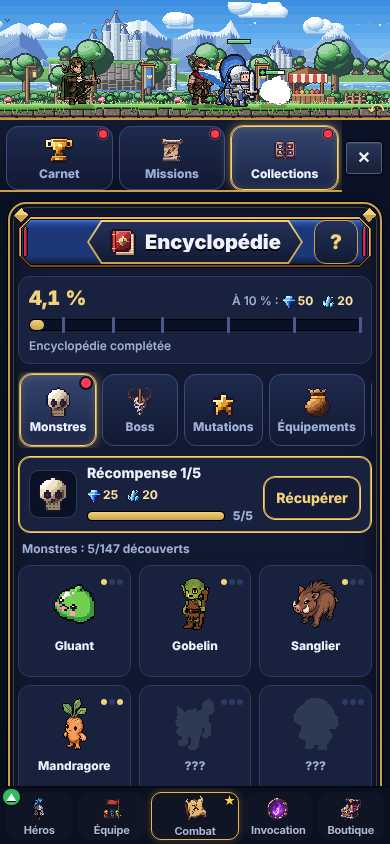 Carnet
Missions
Collections
×
Encyclopédie
?
4,1 %
À 10 % : 50 20
Encyclopédie complétée
Monstres
Boss
Mutations
Équipements
Récompense 1/5
25 20
5/5
Récupérer
Monstres : 5/147 découverts
Gluant
Gobelin
Sanglier
Mandragore
???
???
Héros
Équipe
Combat
Invocation
Boutique